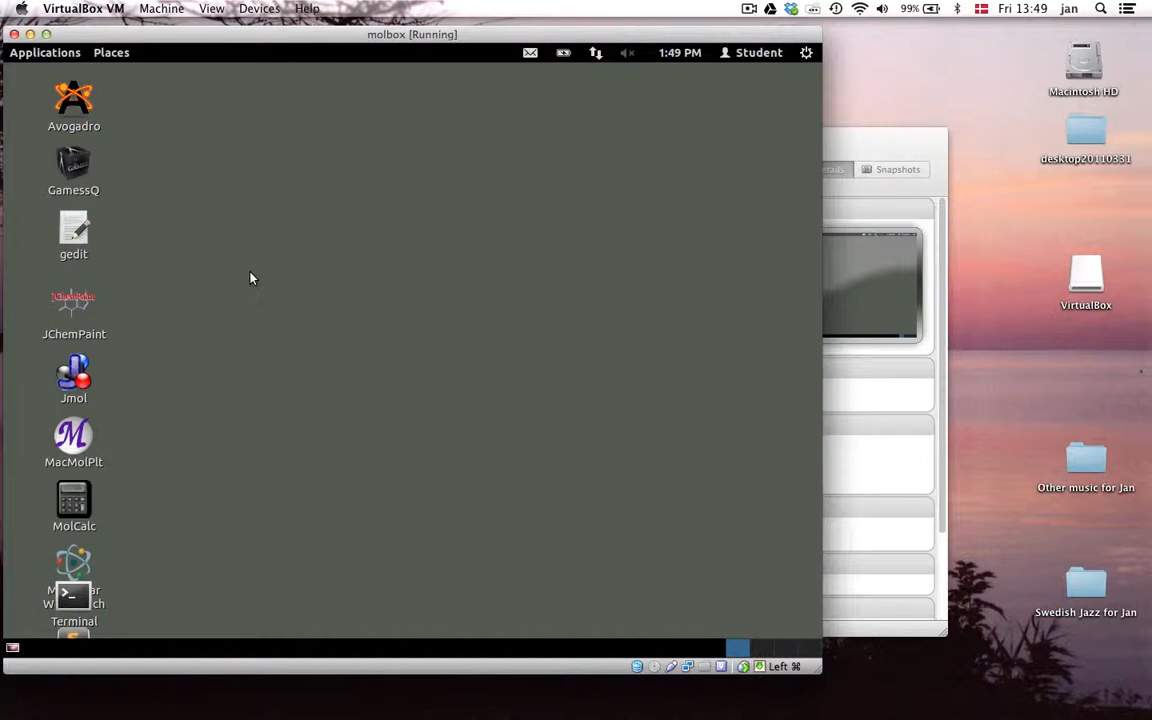 VirtualBox VM Machine View Devices Help 99% Fri 13:49 jan
molbox [Running]
Applications Places 1:49 PM Student
Macintosh HD
Avogadro
desktop20110331
Snapshots
GAMESS
GamessQ
gedit
VirtualBox
JChemPaint
JChemPaint
Jmol
MacMolPlt
Other music for Jan
MolCalc
Terminal
Swedish Jazz for Jan
Left ⌘